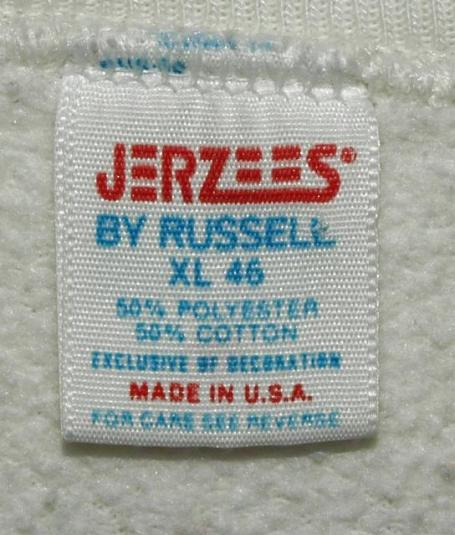 JERZEES®
BY RUSSELL
XL 46
50% POLYESTER
50% COTTON
EXCLUSIVE OF DECORATION
MADE IN U.S.A.
FOR CARE SEE REVERSE